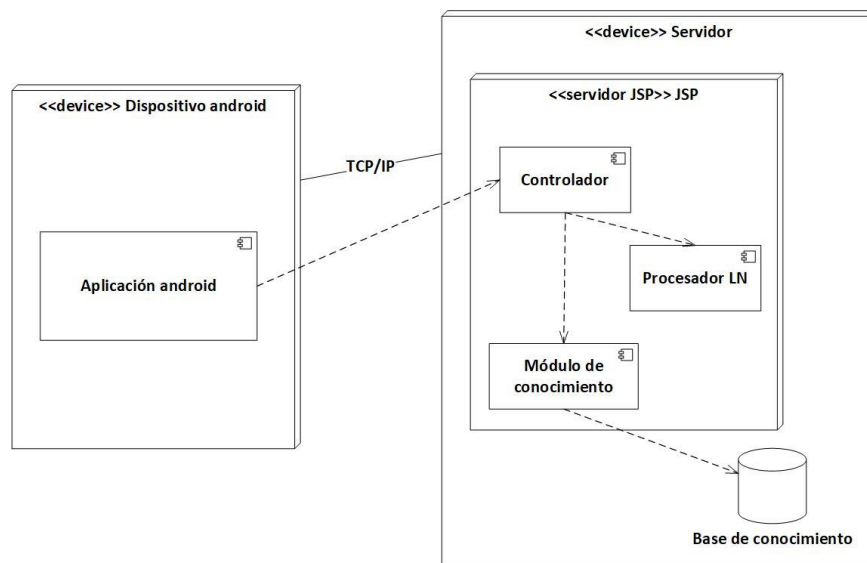 <<device>> Servidor
<<device>> Dispositivo android
<<servidor JSP>> JSP
TCP/IP
Controlador
Aplicación android
Procesador LN
Módulo de
conocimiento
Base de conocimiento